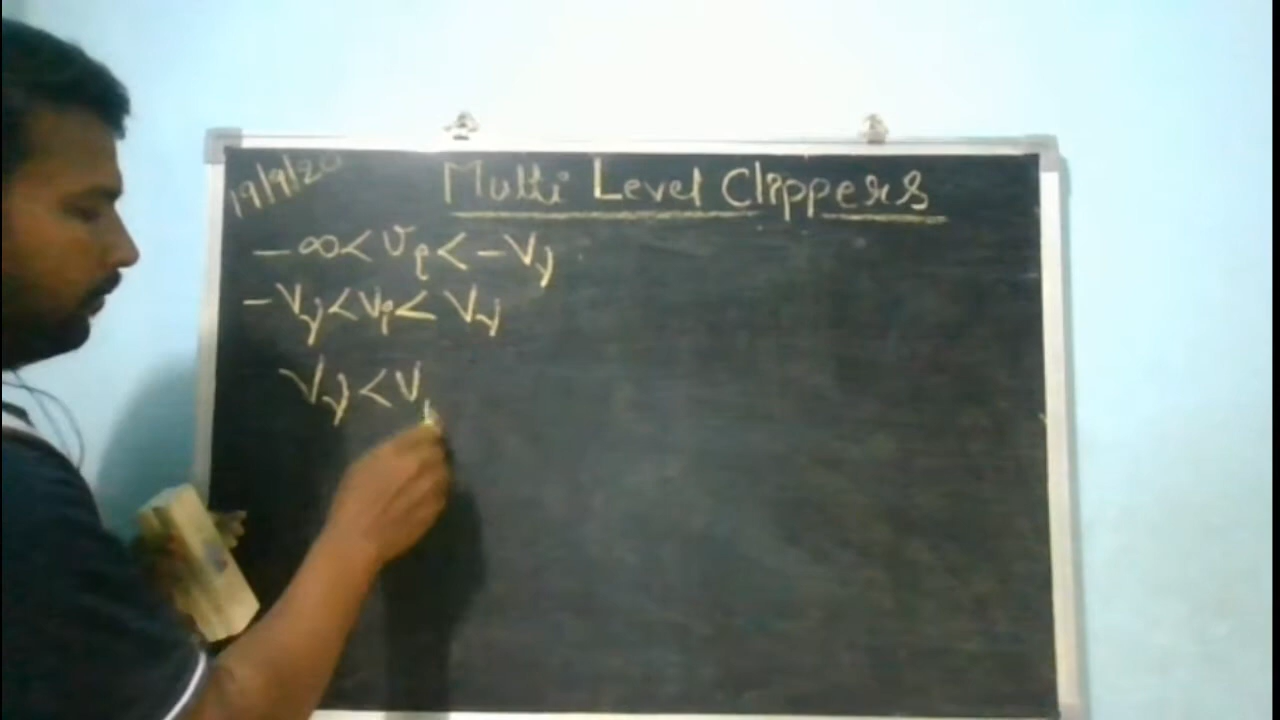 19/9/20
Multi Level Clippers
-∞ < Vi < -Vγ
-Vγ < Vi < Vγ
Vγ < V